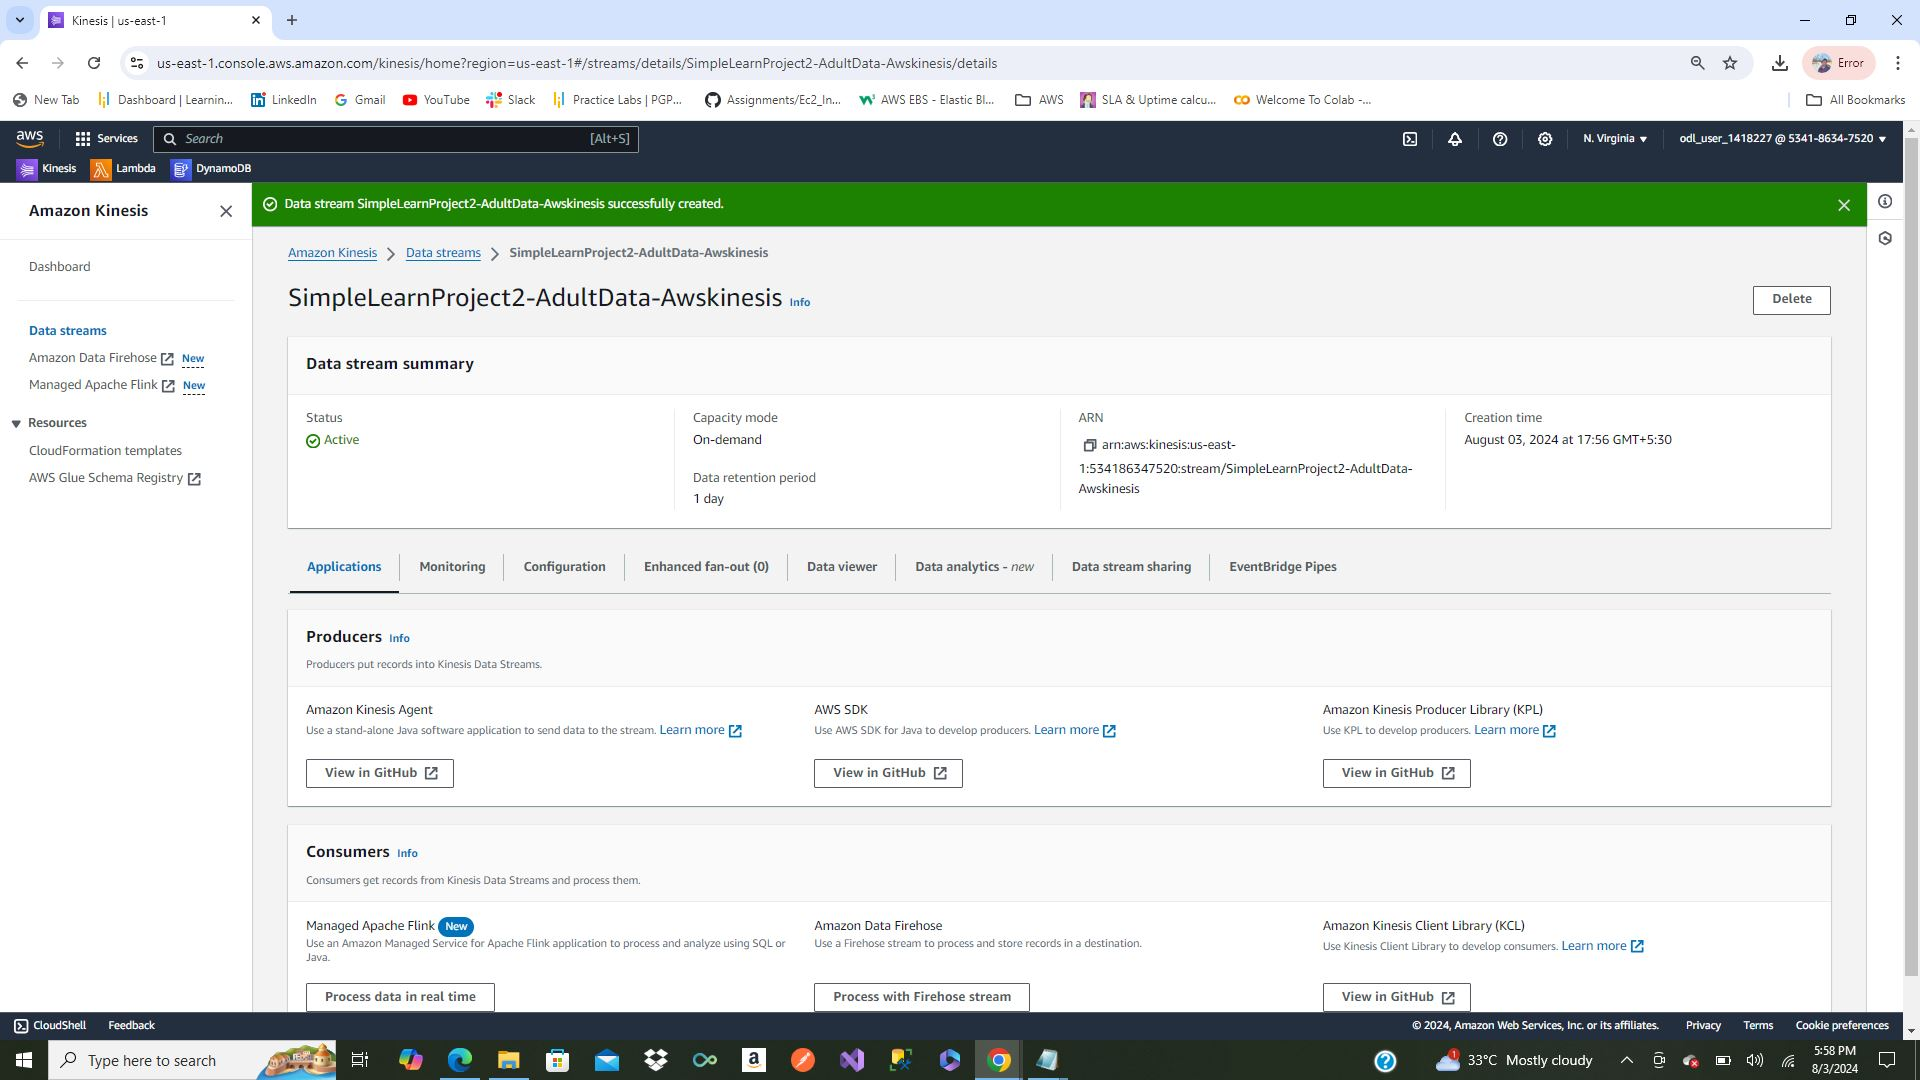 Kinesis | us-east-1
us-east-1.console.aws.amazon.com/kinesis/home?region=us-east-1#/streams/details/SimpleLearnProject2-AdultData-Awskinesis/details
Error
New Tab
Dashboard | Learnin...
LinkedIn
Gmail
YouTube
Slack
Practice Labs | PGP...
Assignments/Ec2_In...
AWS EBS - Elastic Bl...
AWS
SLA & Uptime calcu...
Welcome To Colab -...
All Bookmarks
aws
Services
Search
[Alt+S]
N. Virginia
odl_user_1418227 @ 5341-8634-7520
Kinesis
Lambda
DynamoDB
Amazon Kinesis
Data stream SimpleLearnProject2-AdultData-Awskinesis successfully created.
Dashboard
Data streams
Amazon Data Firehose New
Managed Apache Flink New
Resources
CloudFormation templates
AWS Glue Schema Registry
Amazon Kinesis
Data streams
SimpleLearnProject2-AdultData-Awskinesis
SimpleLearnProject2-AdultData-Awskinesis Info
Delete
Data stream summary
Status
Active
Capacity mode
On-demand
Data retention period
1 day
ARN
arn:aws:kinesis:us-east-
1:534186347520:stream/SimpleLearnProject2-AdultData-
Awskinesis
Creation time
August 03, 2024 at 17:56 GMT+5:30
Applications
Monitoring
Configuration
Enhanced fan-out (0)
Data viewer
Data analytics - new
Data stream sharing
EventBridge Pipes
Producers Info
Producers put records into Kinesis Data Streams.
Amazon Kinesis Agent
Use a stand-alone Java software application to send data to the stream. Learn more
View in GitHub
AWS SDK
Use AWS SDK for Java to develop producers. Learn more
View in GitHub
Amazon Kinesis Producer Library (KPL)
Use KPL to develop producers. Learn more
View in GitHub
Consumers Info
Consumers get records from Kinesis Data Streams and process them.
Managed Apache Flink New
Use an Amazon Managed Service for Apache Flink application to process and analyze using SQL or
Java.
Process data in real time
Amazon Data Firehose
Use a Firehose stream to process and store records in a destination.
Process with Firehose stream
Amazon Kinesis Client Library (KCL)
Use Kinesis Client Library to develop consumers. Learn more
View in GitHub
CloudShell
Feedback
© 2024, Amazon Web Services, Inc. or its affiliates.
Privacy
Terms
Cookie preferences
Type here to search
1
33°C Mostly cloudy
5:58 PM
8/3/2024